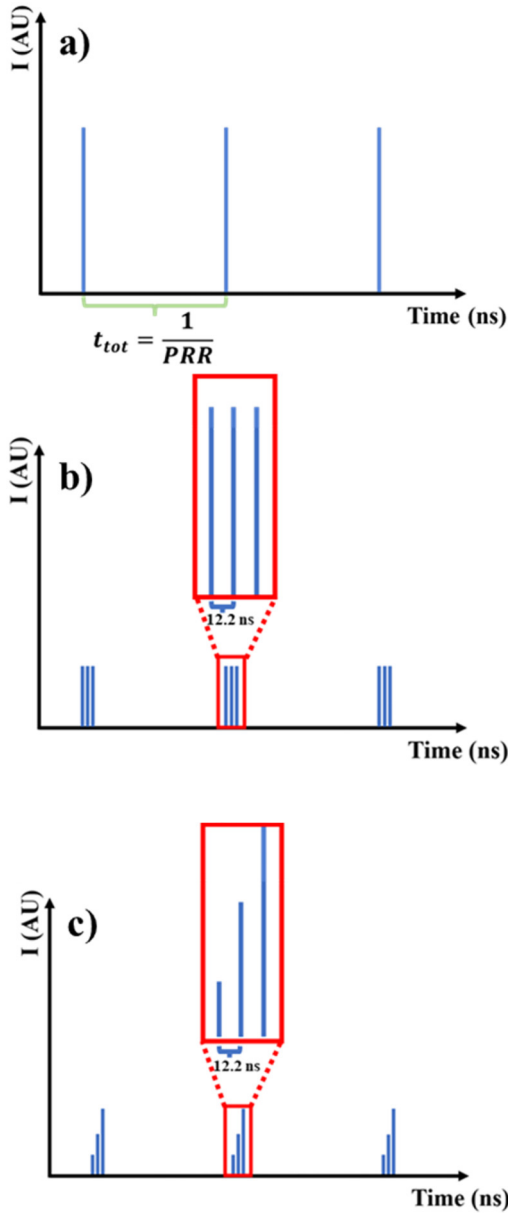 I (AU)
a)
Time (ns)
t_tot = 1/PRR
I (AU)
b)
12.2 ns
Time (ns)
I (AU)
c)
12.2 ns
Time (ns)